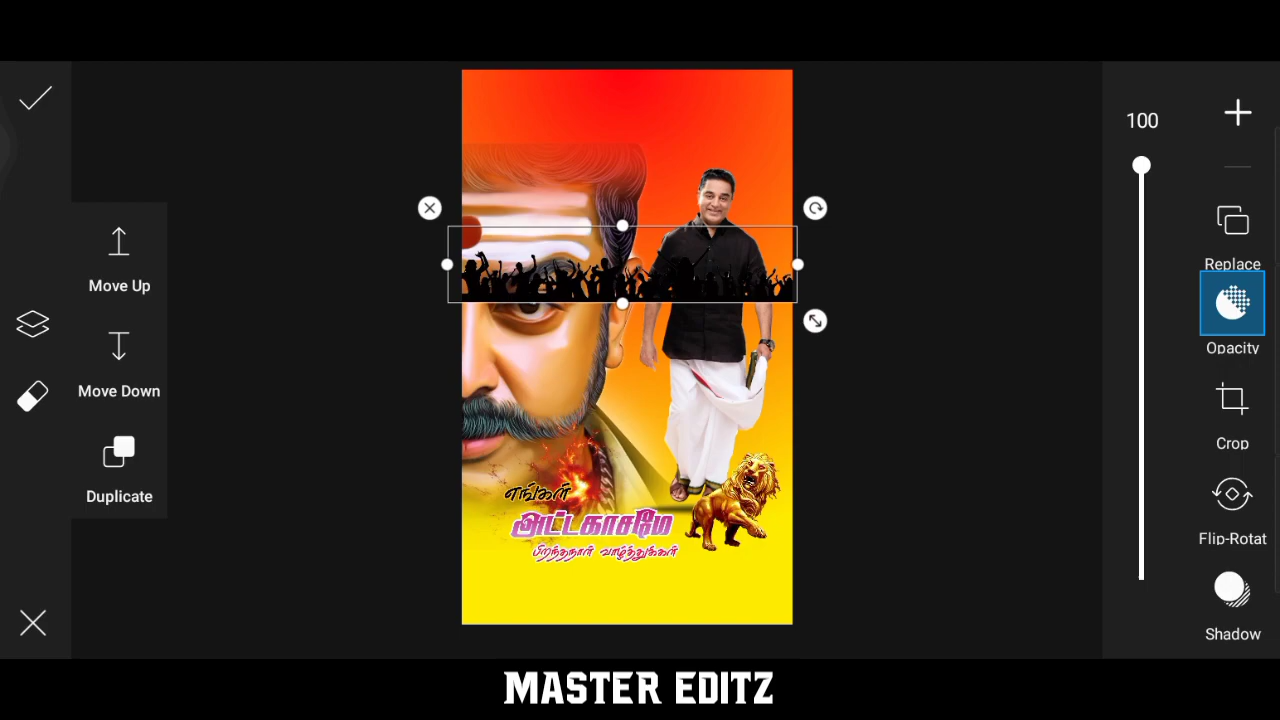 100
Move Up
Move Down
Duplicate
Replace
Opacity
Crop
Flip-Rotat
Shadow
எங்கள்
அட்டகாசமே
பிறந்தநாள் வாழ்த்துக்கள்
MASTER EDITZ